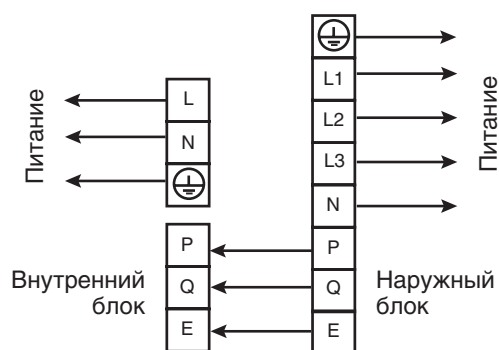 Питание
L
N
P
Q
E
Внутренний
блок
L1
L2
L3
N
P
Q
E
Наружный
блок
Питание